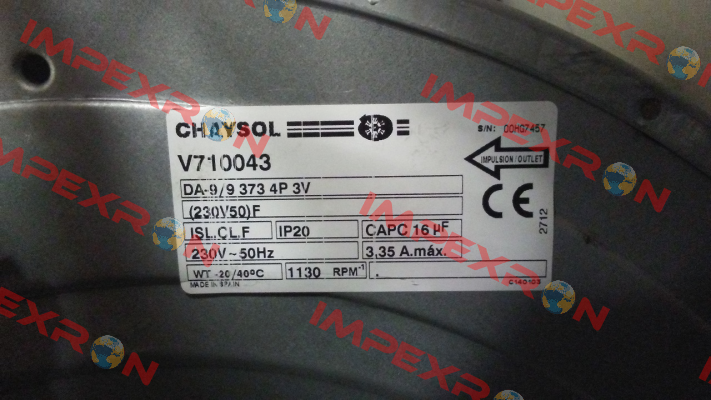 CHAYSOL
S/N: 00HG7457
V710043
IMPULSION / OUTLET
DA-9/9 373 4P 3V
(230V50)F
CE
2712
ISL.CL.F IP20 CAPC 16 µF
230V~50Hz 3,35 A.máx.
WT -20/40ºC 1130 RPM⁻¹ .
MADE IN SPAIN
C140103
IMPEXRON
IMPEXRON
IMPEXRON
IMPEXRON
IMPEXRON